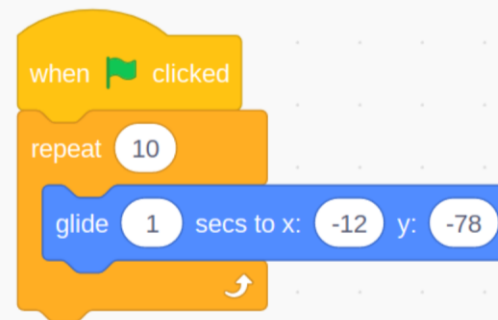 when clicked
repeat 10
glide 1 secs to x: -12 y: -78